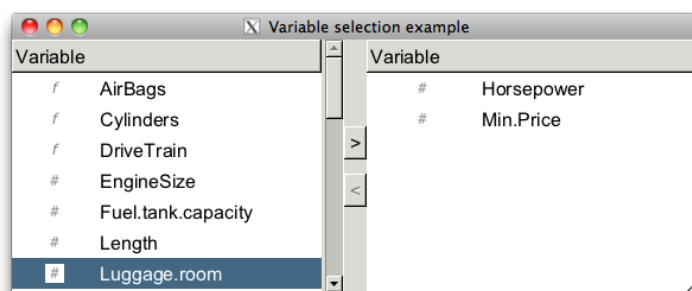 X Variable selection example
Variable
f AirBags
f Cylinders
f DriveTrain
# EngineSize
# Fuel.tank.capacity
# Length
# Luggage.room
>
<
Variable
# Horsepower
# Min.Price